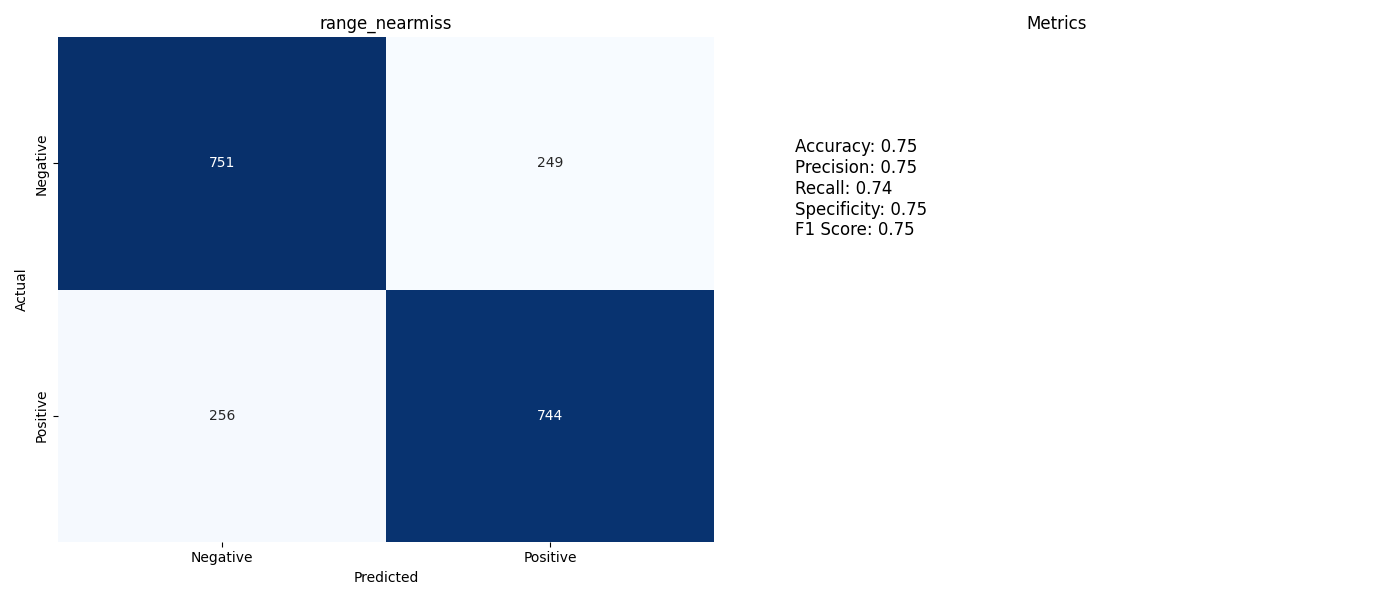 range_nearmiss
Negative
751
249
Actual
Positive
256
744
Negative
Positive
Predicted
Metrics
Accuracy: 0.75
Precision: 0.75
Recall: 0.74
Specificity: 0.75
F1 Score: 0.75